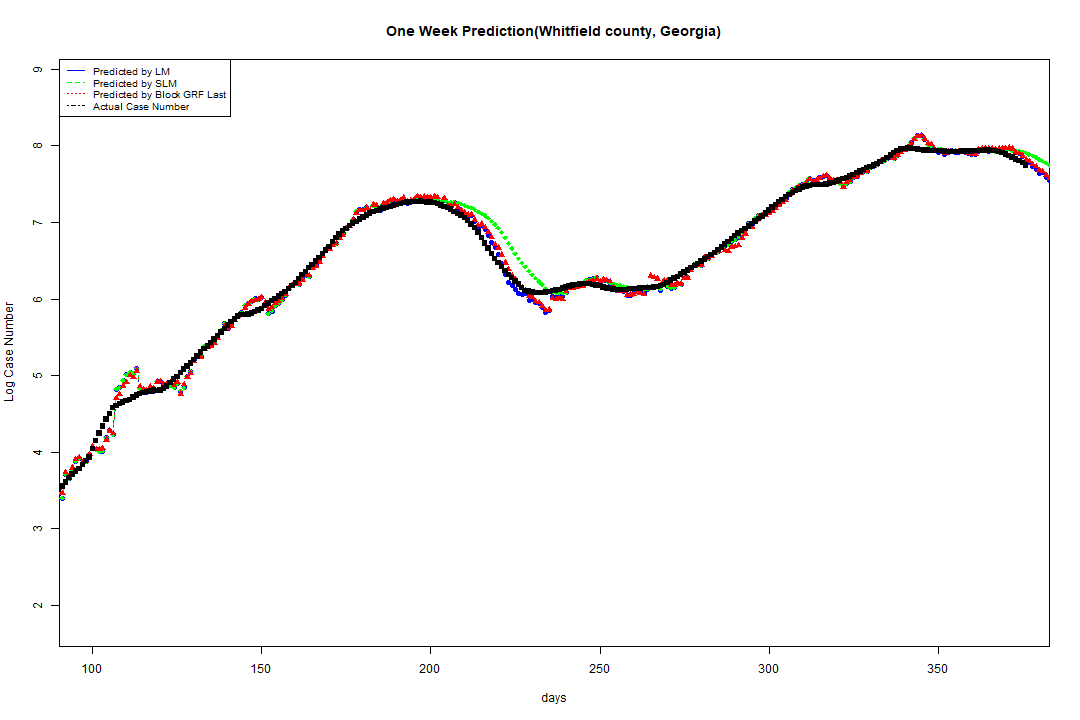 One Week Prediction(Whitfield county, Georgia)
Predicted by LM
Predicted by SLM
Predicted by Block GRF Last
Actual Case Number
9
8
7
6
5
4
3
2
Log Case Number
100 150 200 250 300 350
days